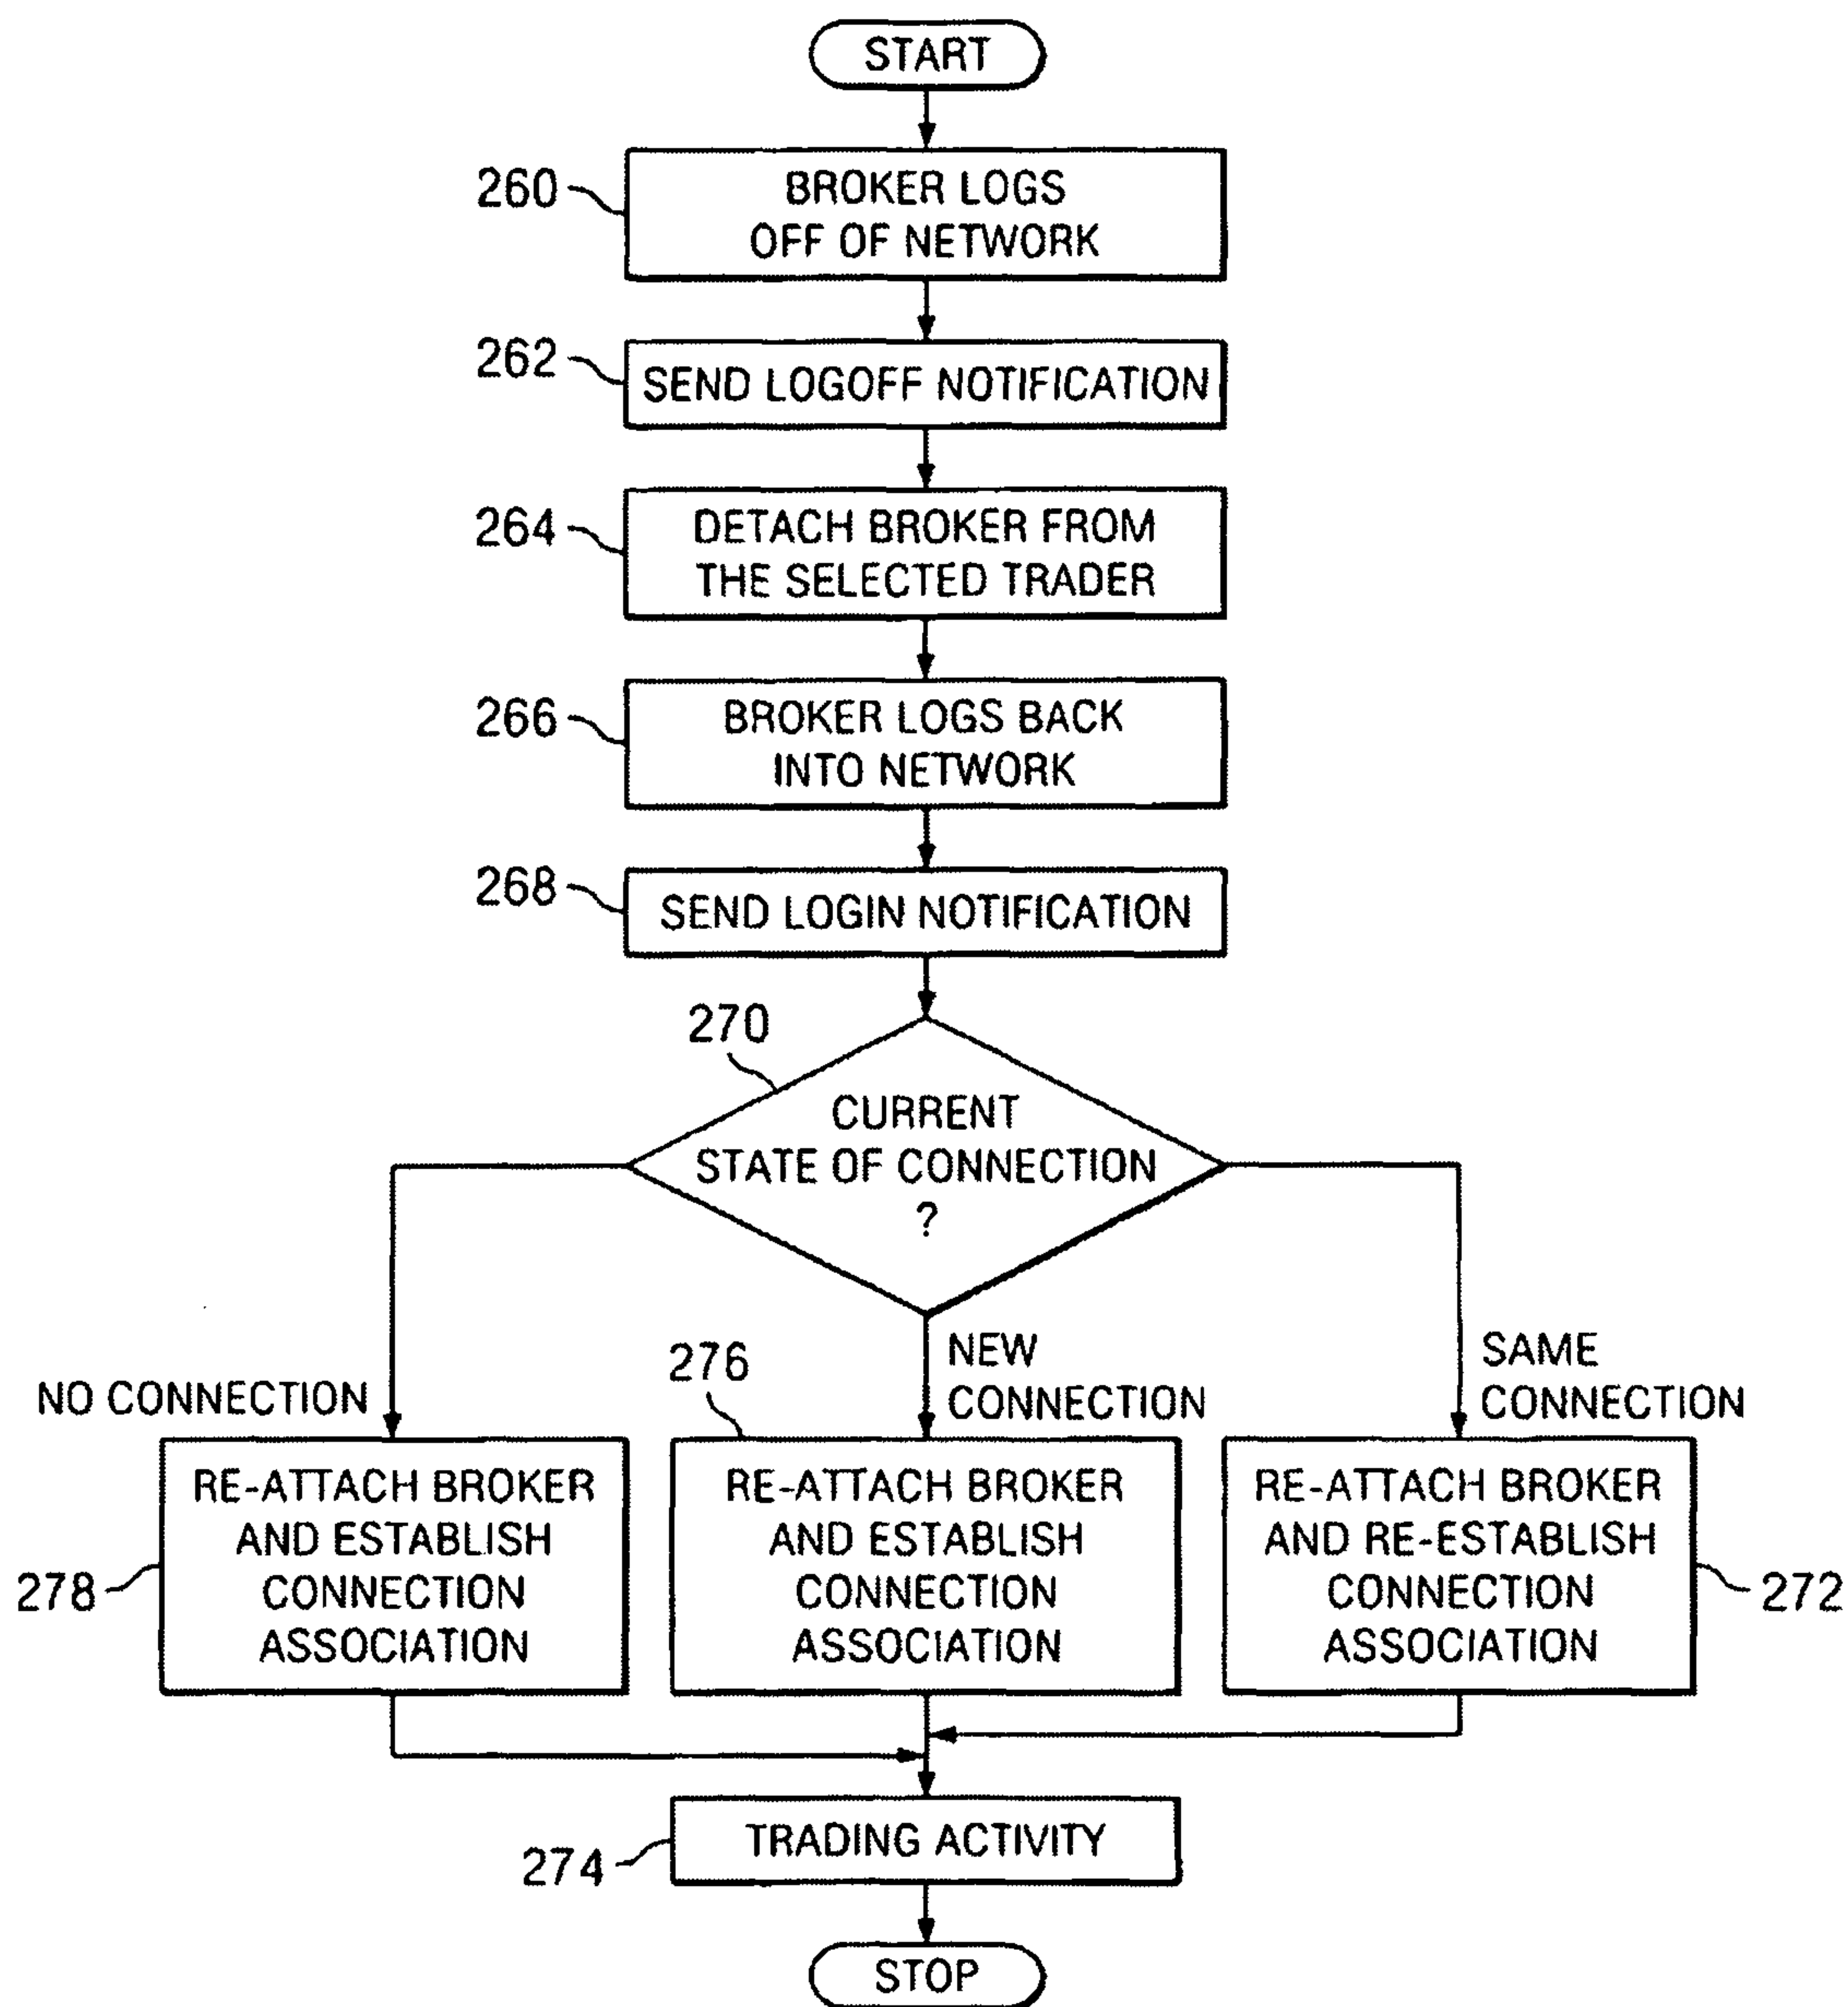 START
260
BROKER LOGS
OFF OF NETWORK
262
SEND LOGOFF NOTIFICATION
264
DETACH BROKER FROM
THE SELECTED TRADER
266
BROKER LOGS BACK
INTO NETWORK
268
SEND LOGIN NOTIFICATION
270
CURRENT
STATE OF CONNECTION
?
NO CONNECTION
276
NEW
CONNECTION
SAME
CONNECTION
278
RE-ATTACH BROKER
AND ESTABLISH
CONNECTION
ASSOCIATION
RE-ATTACH BROKER
AND ESTABLISH
CONNECTION
ASSOCIATION
RE-ATTACH BROKER
AND RE-ESTABLISH
CONNECTION
ASSOCIATION
272
TRADING ACTIVITY
274
STOP